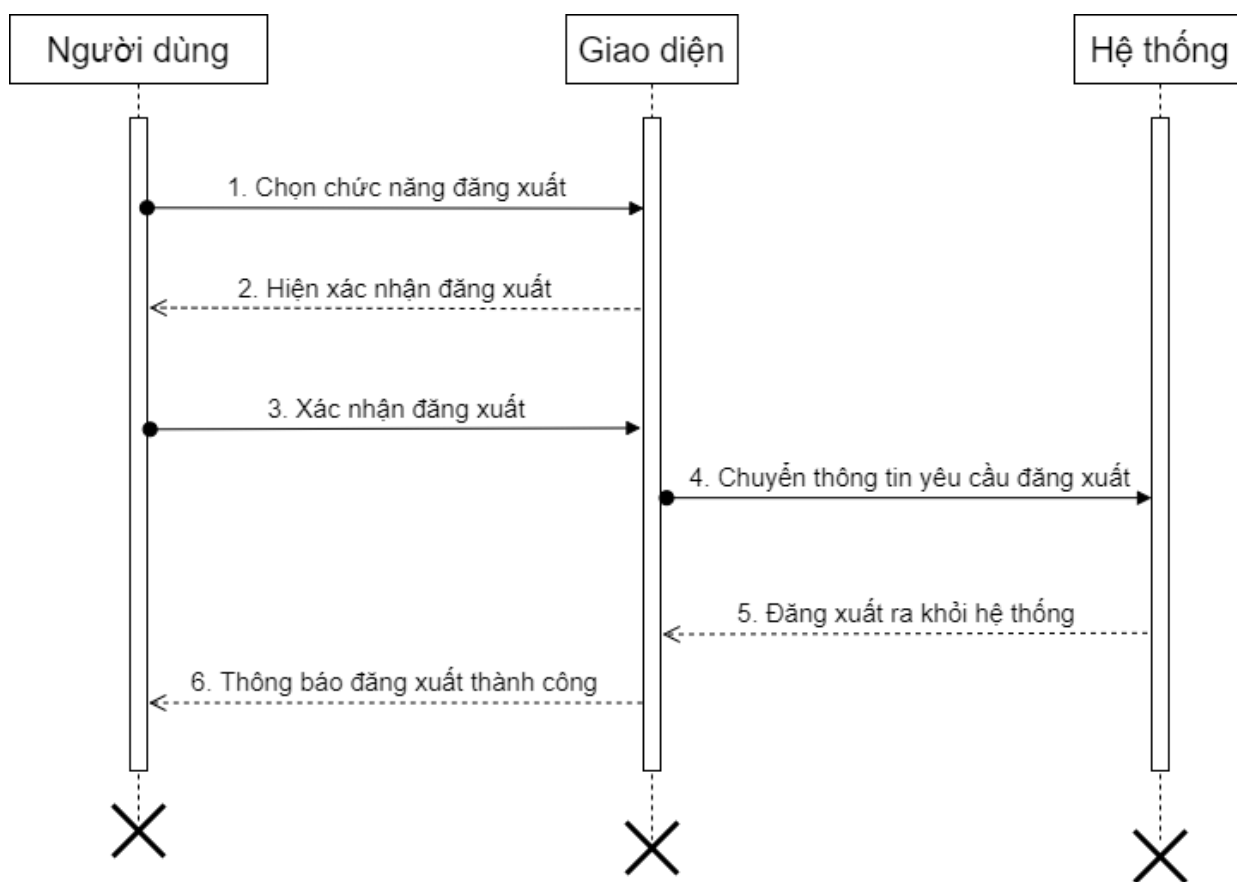 Người dùng
Giao diện
Hệ thống
1. Chọn chức năng đăng xuất
2. Hiện xác nhận đăng xuất
3. Xác nhận đăng xuất
4. Chuyển thông tin yêu cầu đăng xuất
5. Đăng xuất ra khỏi hệ thống
6. Thông báo đăng xuất thành công